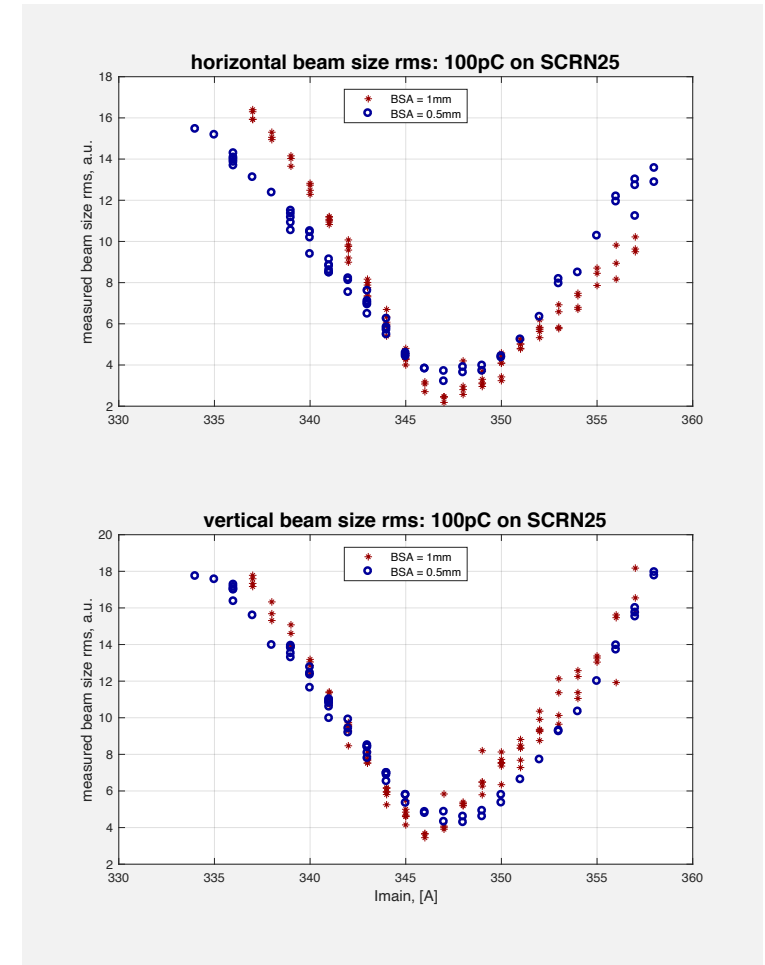 horizontal beam size rms: 100pC on SCRN25
18
16
14
12
10
8
6
4
2
measured beam size rms, a.u.
BSA = 1mm
BSA = 0.5mm
330 335 340 345 350 355 360
vertical beam size rms: 100pC on SCRN25
20
18
16
14
12
10
8
6
4
2
measured beam size rms, a.u.
BSA = 1mm
BSA = 0.5mm
330 335 340 345 350 355 360
Imain, [A]